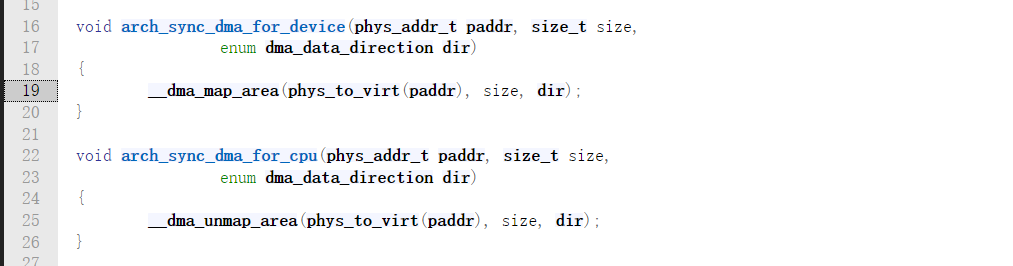 15
16 void arch_sync_dma_for_device(phys_addr_t paddr, size_t size,
17 enum dma_data_direction dir)
18 {
19 __dma_map_area(phys_to_virt(paddr), size, dir);
20 }
21
22 void arch_sync_dma_for_cpu(phys_addr_t paddr, size_t size,
23 enum dma_data_direction dir)
24 {
25 __dma_unmap_area(phys_to_virt(paddr), size, dir);
26 }
27